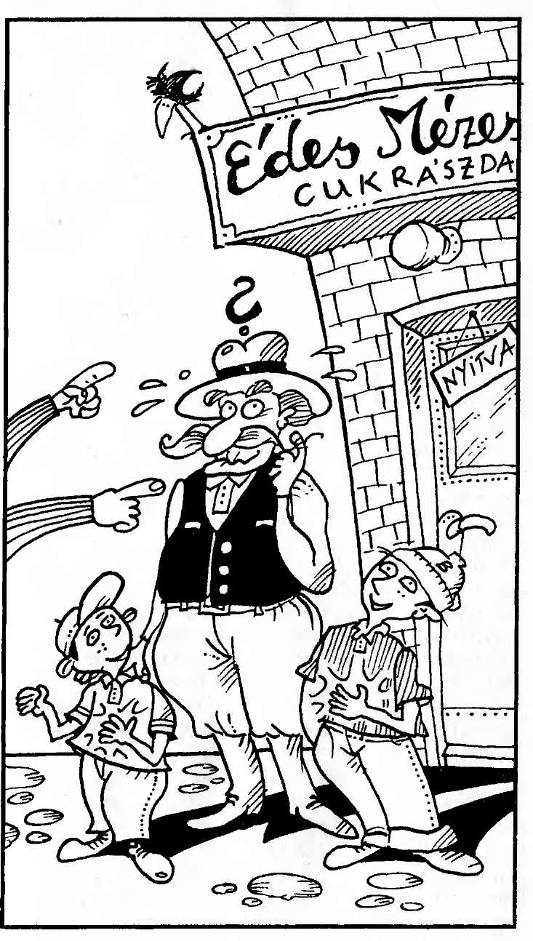 Édes Mézes
CUKRÁSZDA
?
NYITVA
B